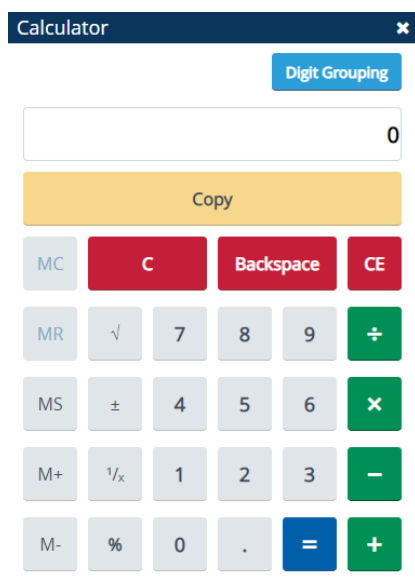 Calculator ✖
Digit Grouping
0
Copy
MC C Backspace CE
MR √ 7 8 9 ÷
MS ± 4 5 6 ×
M+ ¹/ₓ 1 2 3 −
M- % 0 . = +